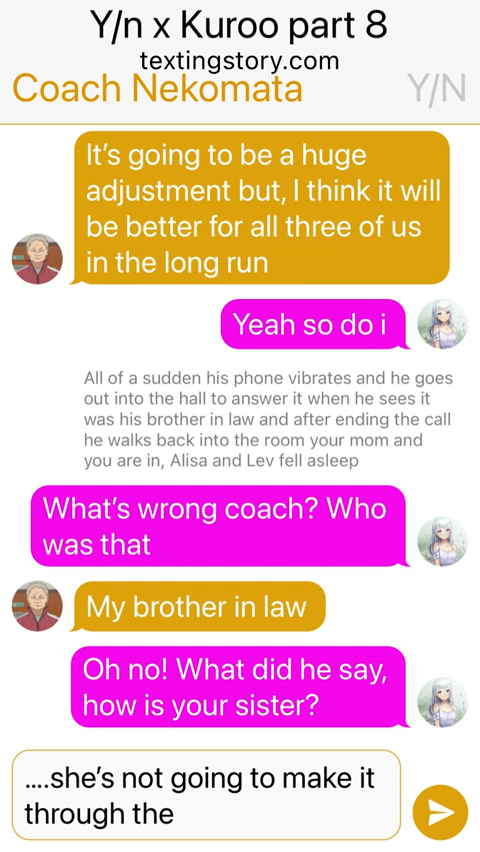 Y/n x Kuroo part 8
textingstory.com
Coach Nekomata
Y/N
It's going to be a huge
adjustment but, I think it will
be better for all three of us
in the long run
Yeah so do i
All of a sudden his phone vibrates and he goes
out into the hall to answer it when he sees it
was his brother in law and after ending the call
he walks back into the room your mom and
you are in, Alisa and Lev fell asleep
What's wrong coach? Who
was that
My brother in law
Oh no! What did he say,
how is your sister?
....she's not going to make it
through the